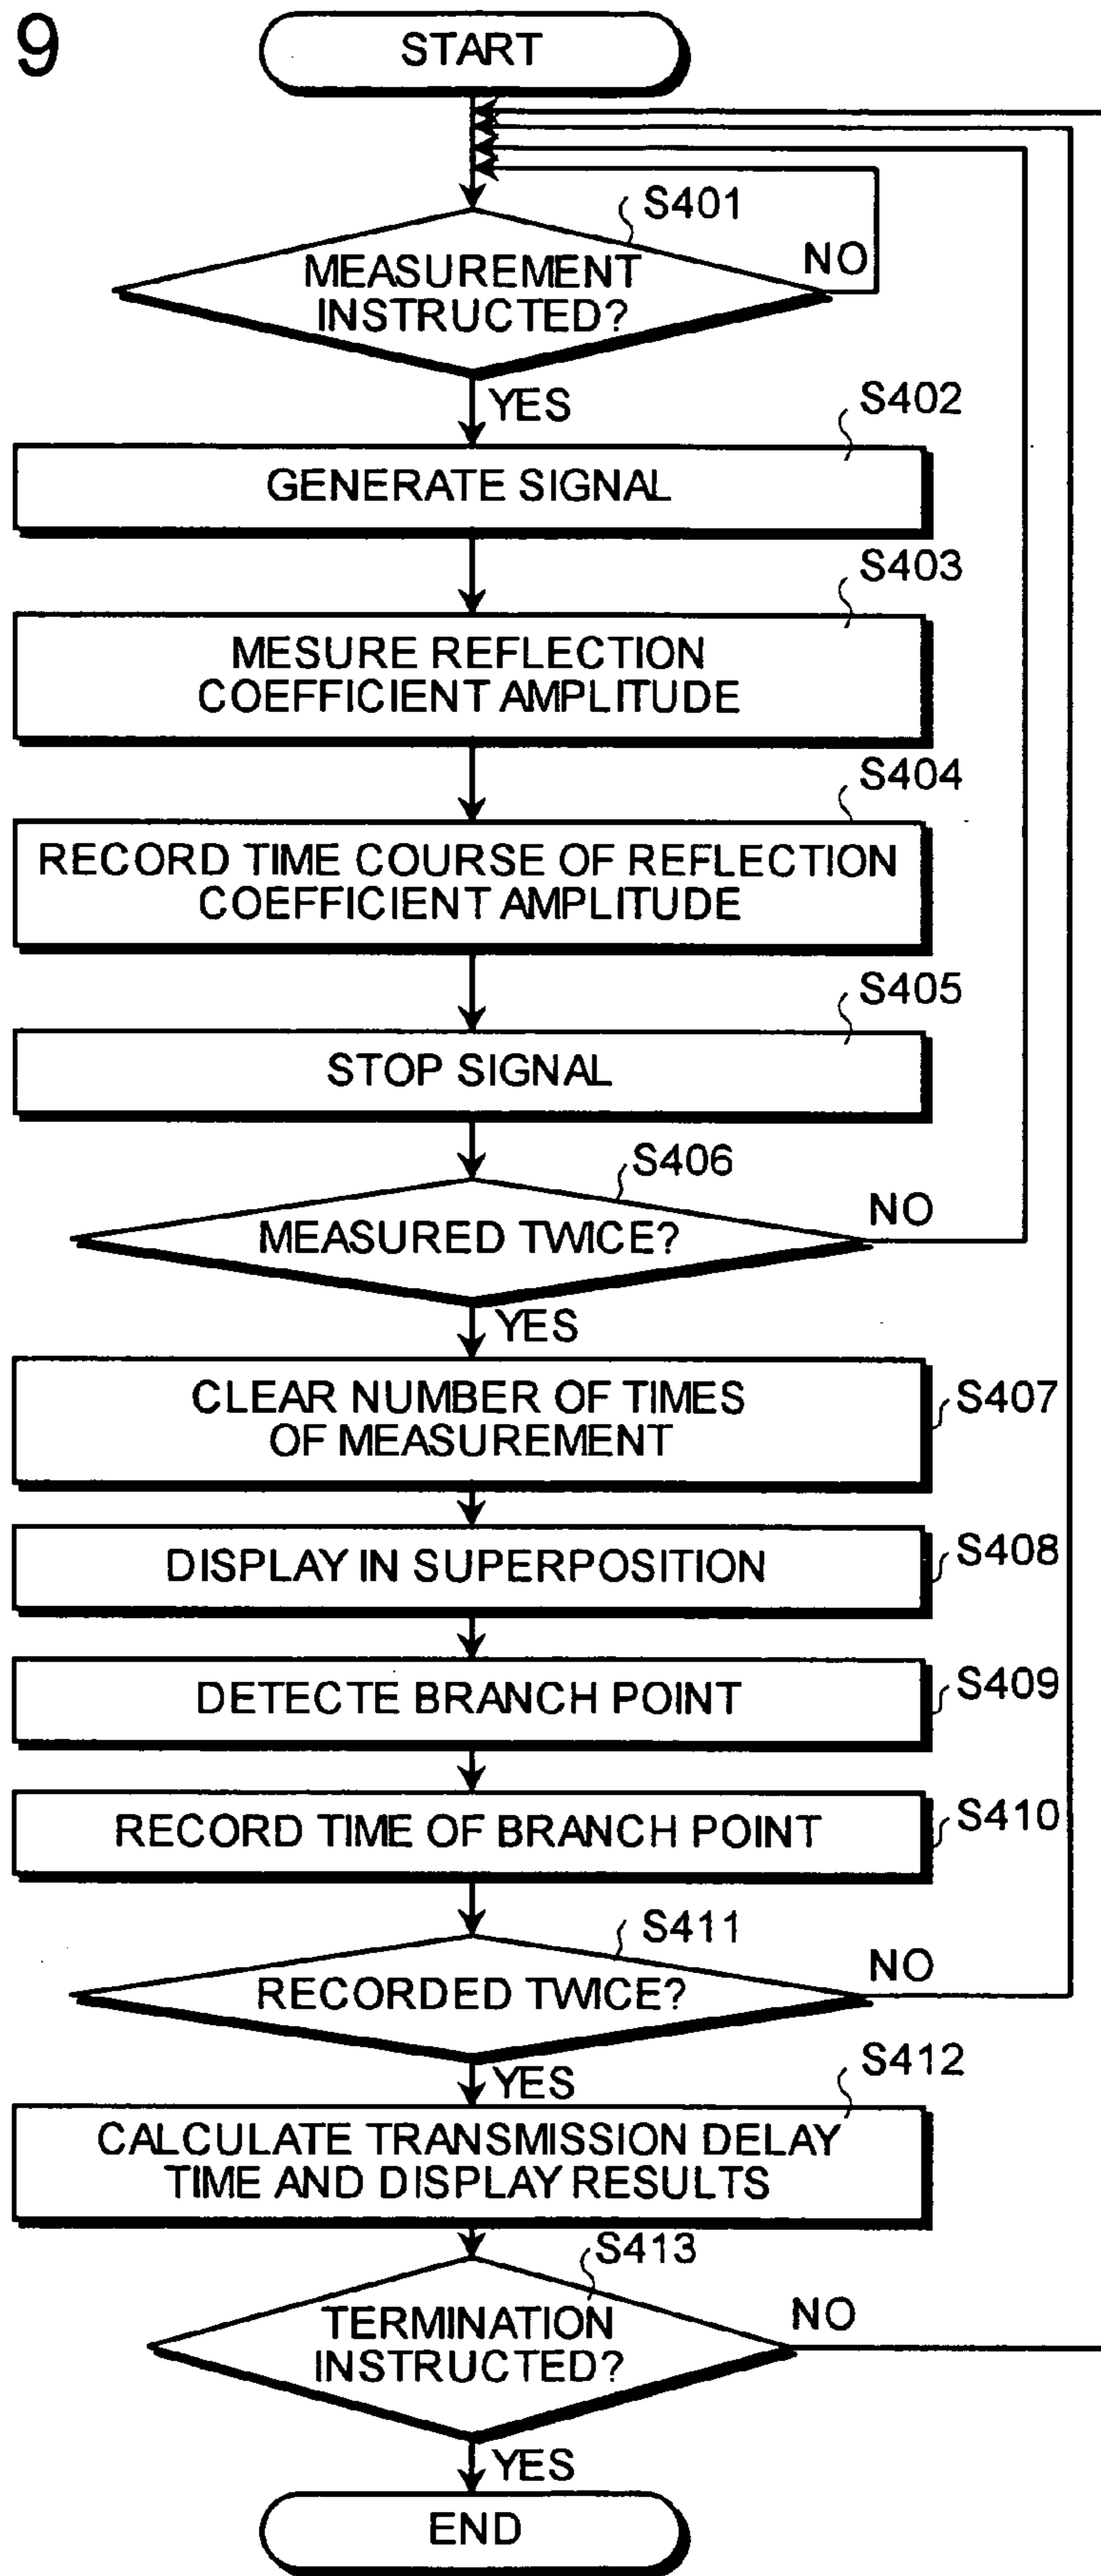 9
START
S401
MEASUREMENT
INSTRUCTED?
NO
YES
S402
GENERATE SIGNAL
S403
MESURE REFLECTION
COEFFICIENT AMPLITUDE
S404
RECORD TIME COURSE OF REFLECTION
COEFFICIENT AMPLITUDE
S405
STOP SIGNAL
S406
MEASURED TWICE?
NO
YES
CLEAR NUMBER OF TIMES
OF MEASUREMENT
S407
DISPLAY IN SUPERPOSITION
S408
DETECTE BRANCH POINT
S409
RECORD TIME OF BRANCH POINT
S410
S411
RECORDED TWICE?
NO
YES
S412
CALCULATE TRANSMISSION DELAY
TIME AND DISPLAY RESULTS
S413
TERMINATION
INSTRUCTED?
NO
YES
END